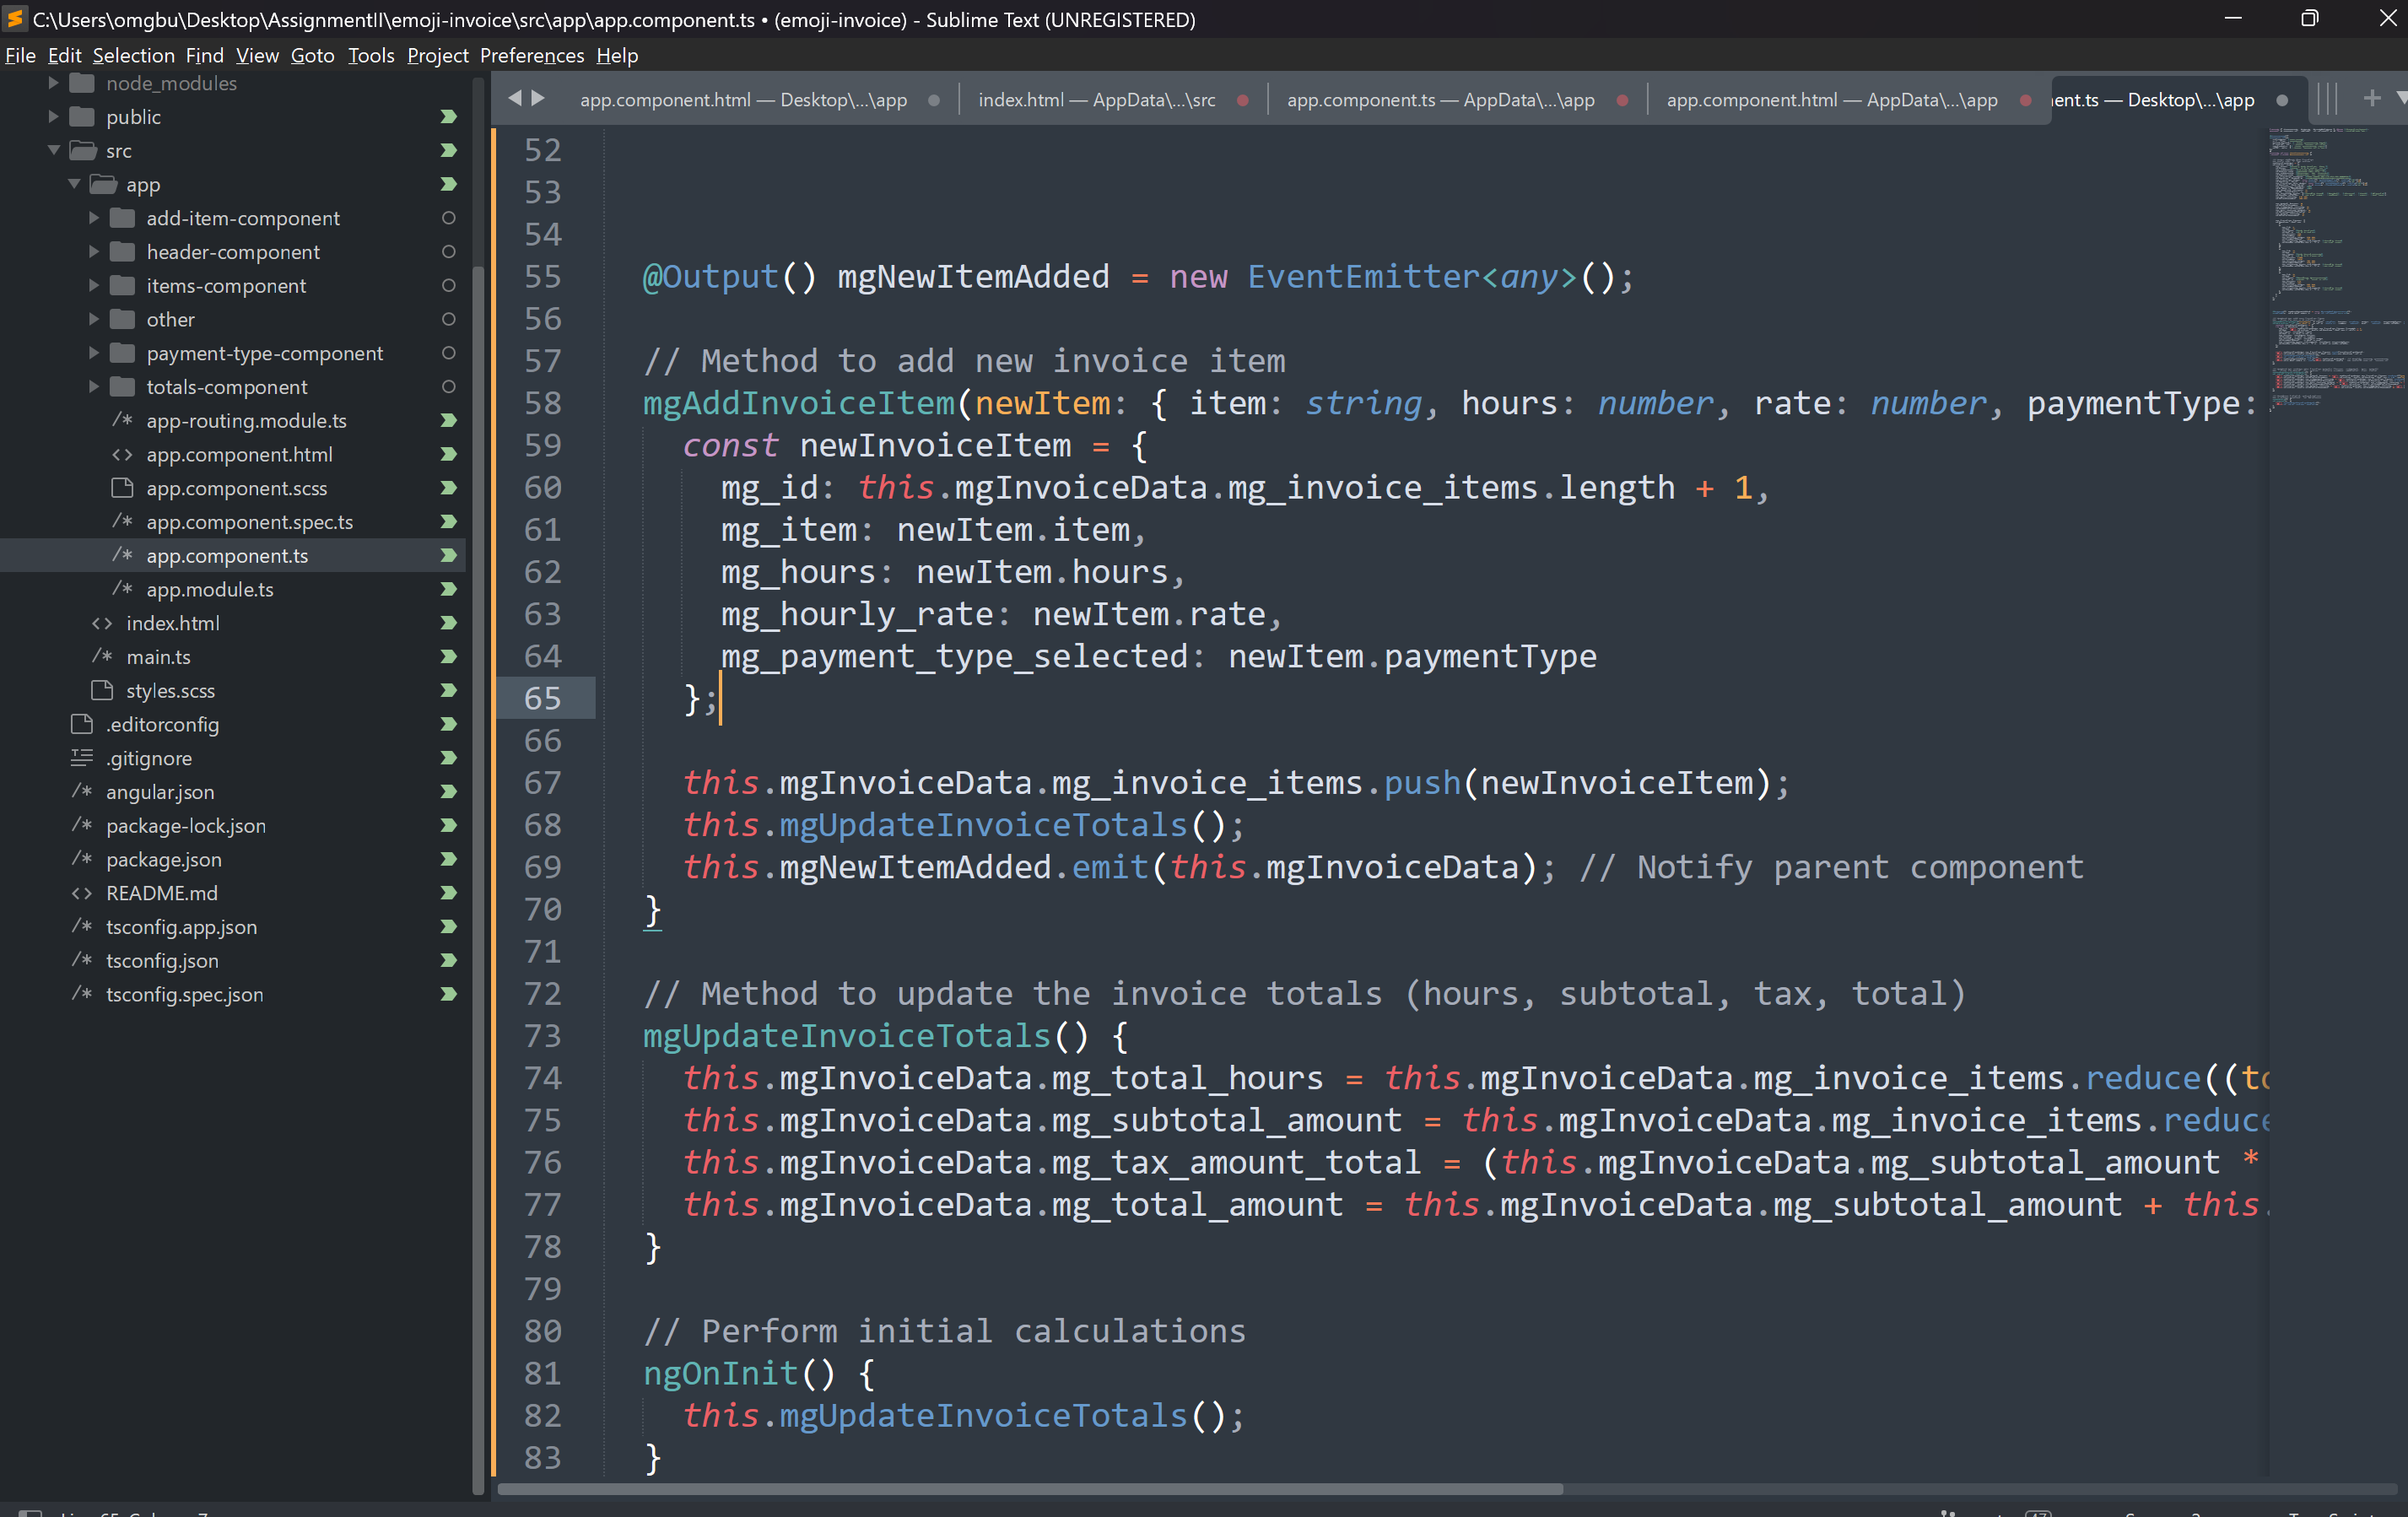 C:\Users\omgbu\Desktop\AssignmentII\emoji-invoice\src\app\app.component.ts • (emoji-invoice) - Sublime Text (UNREGISTERED)
File Edit Selection Find View Goto Tools Project Preferences Help
node_modules
public
src
app
add-item-component
header-component
items-component
other
payment-type-component
totals-component
/* app-routing.module.ts
<> app.component.html
app.component.scss
/* app.component.spec.ts
/* app.component.ts
/* app.module.ts
<> index.html
/* main.ts
styles.scss
.editorconfig
.gitignore
/* angular.json
/* package-lock.json
/* package.json
<> README.md
/* tsconfig.app.json
/* tsconfig.json
/* tsconfig.spec.json
app.component.html — Desktop\...\app
index.html — AppData\...\src
app.component.ts — AppData\...\app
app.component.html — AppData\...\app
ent.ts — Desktop\...\app
52
53
54
55 @Output() mgNewItemAdded = new EventEmitter<any>();
56
57 // Method to add new invoice item
58 mgAddInvoiceItem(newItem: { item: string, hours: number, rate: number, paymentType:
59 const newInvoiceItem = {
60 mg_id: this.mgInvoiceData.mg_invoice_items.length + 1,
61 mg_item: newItem.item,
62 mg_hours: newItem.hours,
63 mg_hourly_rate: newItem.rate,
64 mg_payment_type_selected: newItem.paymentType
65 };
66
67 this.mgInvoiceData.mg_invoice_items.push(newInvoiceItem);
68 this.mgUpdateInvoiceTotals();
69 this.mgNewItemAdded.emit(this.mgInvoiceData); // Notify parent component
70 }
71
72 // Method to update the invoice totals (hours, subtotal, tax, total)
73 mgUpdateInvoiceTotals() {
74 this.mgInvoiceData.mg_total_hours = this.mgInvoiceData.mg_invoice_items.reduce((to
75 this.mgInvoiceData.mg_subtotal_amount = this.mgInvoiceData.mg_invoice_items.reduce
76 this.mgInvoiceData.mg_tax_amount_total = (this.mgInvoiceData.mg_subtotal_amount *
77 this.mgInvoiceData.mg_total_amount = this.mgInvoiceData.mg_subtotal_amount + this.
78 }
79
80 // Perform initial calculations
81 ngOnInit() {
82 this.mgUpdateInvoiceTotals();
83 }